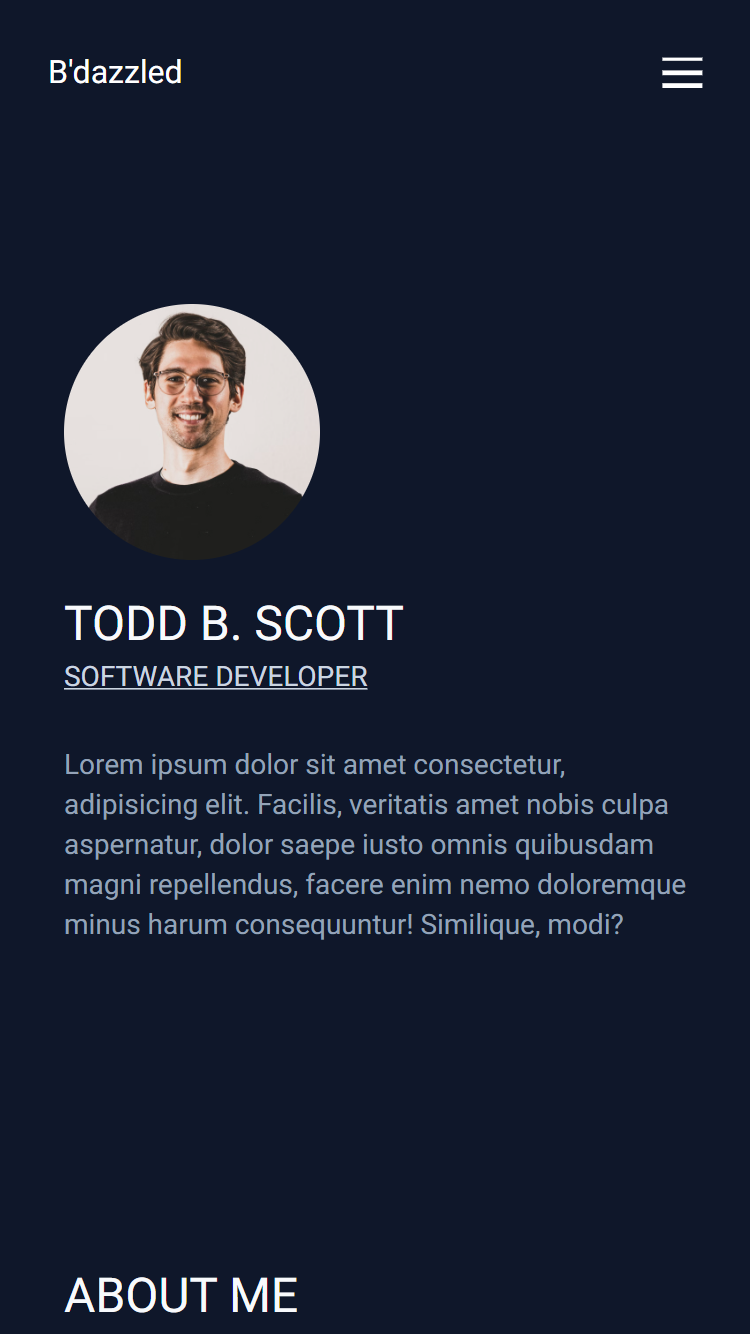 B'dazzled
TODD B. SCOTT
SOFTWARE DEVELOPER
Lorem ipsum dolor sit amet consectetur,
adipisicing elit. Facilis, veritatis amet nobis culpa
aspernatur, dolor saepe iusto omnis quibusdam
magni repellendus, facere enim nemo doloremque
minus harum consequuntur! Similique, modi?
ABOUT ME